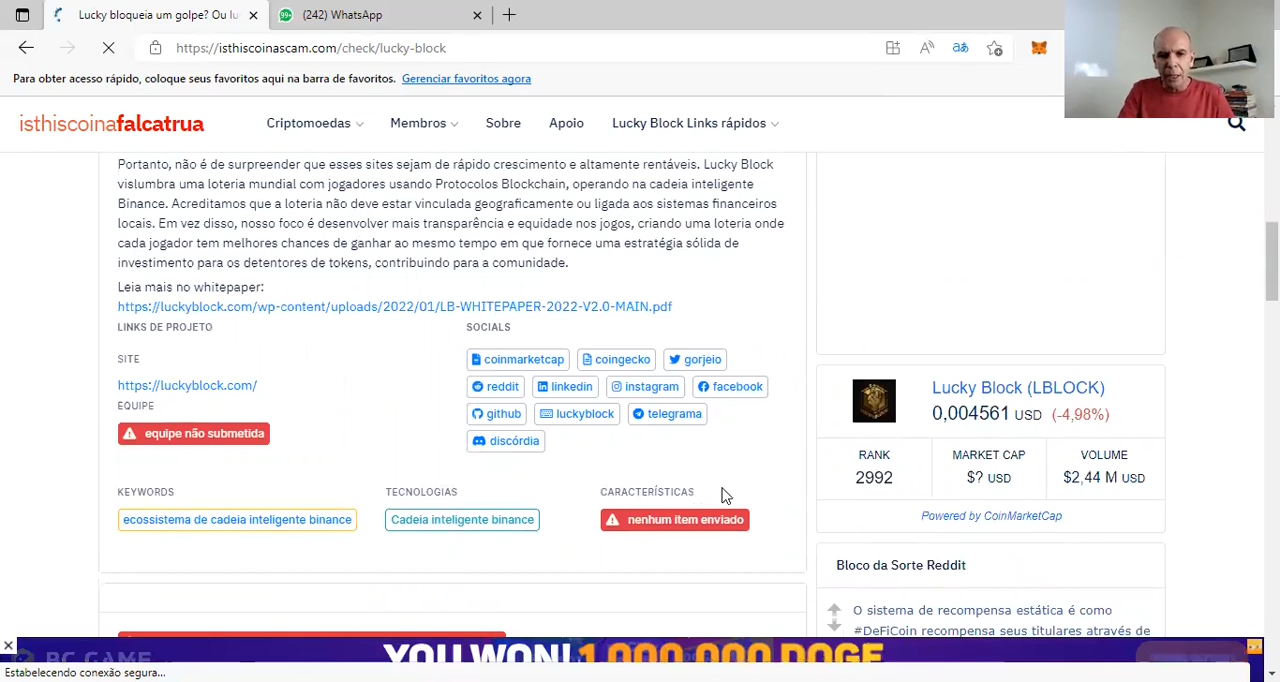 Lucky bloqueia um golpe? Ou lu
99+ (242) WhatsApp
https://isthiscoinascam.com/check/lucky-block
Para obter acesso rápido, coloque seus favoritos aqui na barra de favoritos. Gerenciar favoritos agora
isthiscoinafalcatrua
Criptomoedas
Membros
Sobre
Apoio
Lucky Block Links rápidos
Portanto, não é de surpreender que esses sites sejam de rápido crescimento e altamente rentáveis. Lucky Block
vislumbra uma loteria mundial com jogadores usando Protocolos Blockchain, operando na cadeia inteligente
Binance. Acreditamos que a loteria não deve estar vinculada geograficamente ou ligada aos sistemas financeiros
locais. Em vez disso, nosso foco é desenvolver mais transparência e equidade nos jogos, criando uma loteria onde
cada jogador tem melhores chances de ganhar ao mesmo tempo em que fornece uma estratégia sólida de
investimento para os detentores de tokens, contribuindo para a comunidade.
Leia mais no whitepaper:
https://luckyblock.com/wp-content/uploads/2022/01/LB-WHITEPAPER-2022-V2.0-MAIN.pdf
LINKS DE PROJETO
SITE
https://luckyblock.com/
EQUIPE
equipe não submetida
SOCIALS
coinmarketcap coingecko gorjeio
reddit linkedin instagram facebook
github luckyblock telegrama
discórdia
KEYWORDS
ecossistema de cadeia inteligente binance
TECNOLOGIAS
Cadeia inteligente binance
CARACTERÍSTICAS
nenhum item enviado
Lucky Block (LBLOCK)
0,004561 USD (-4,98%)
RANK
2992
MARKET CAP
$? USD
VOLUME
$2,44 M USD
Powered by CoinMarketCap
Bloco da Sorte Reddit
O sistema de recompensa estática é como
#DeFiCoin recompensa seus titulares através de
BC GAME
YOU WON! 1,000,000 DOGE
Estabelecendo conexão segura...